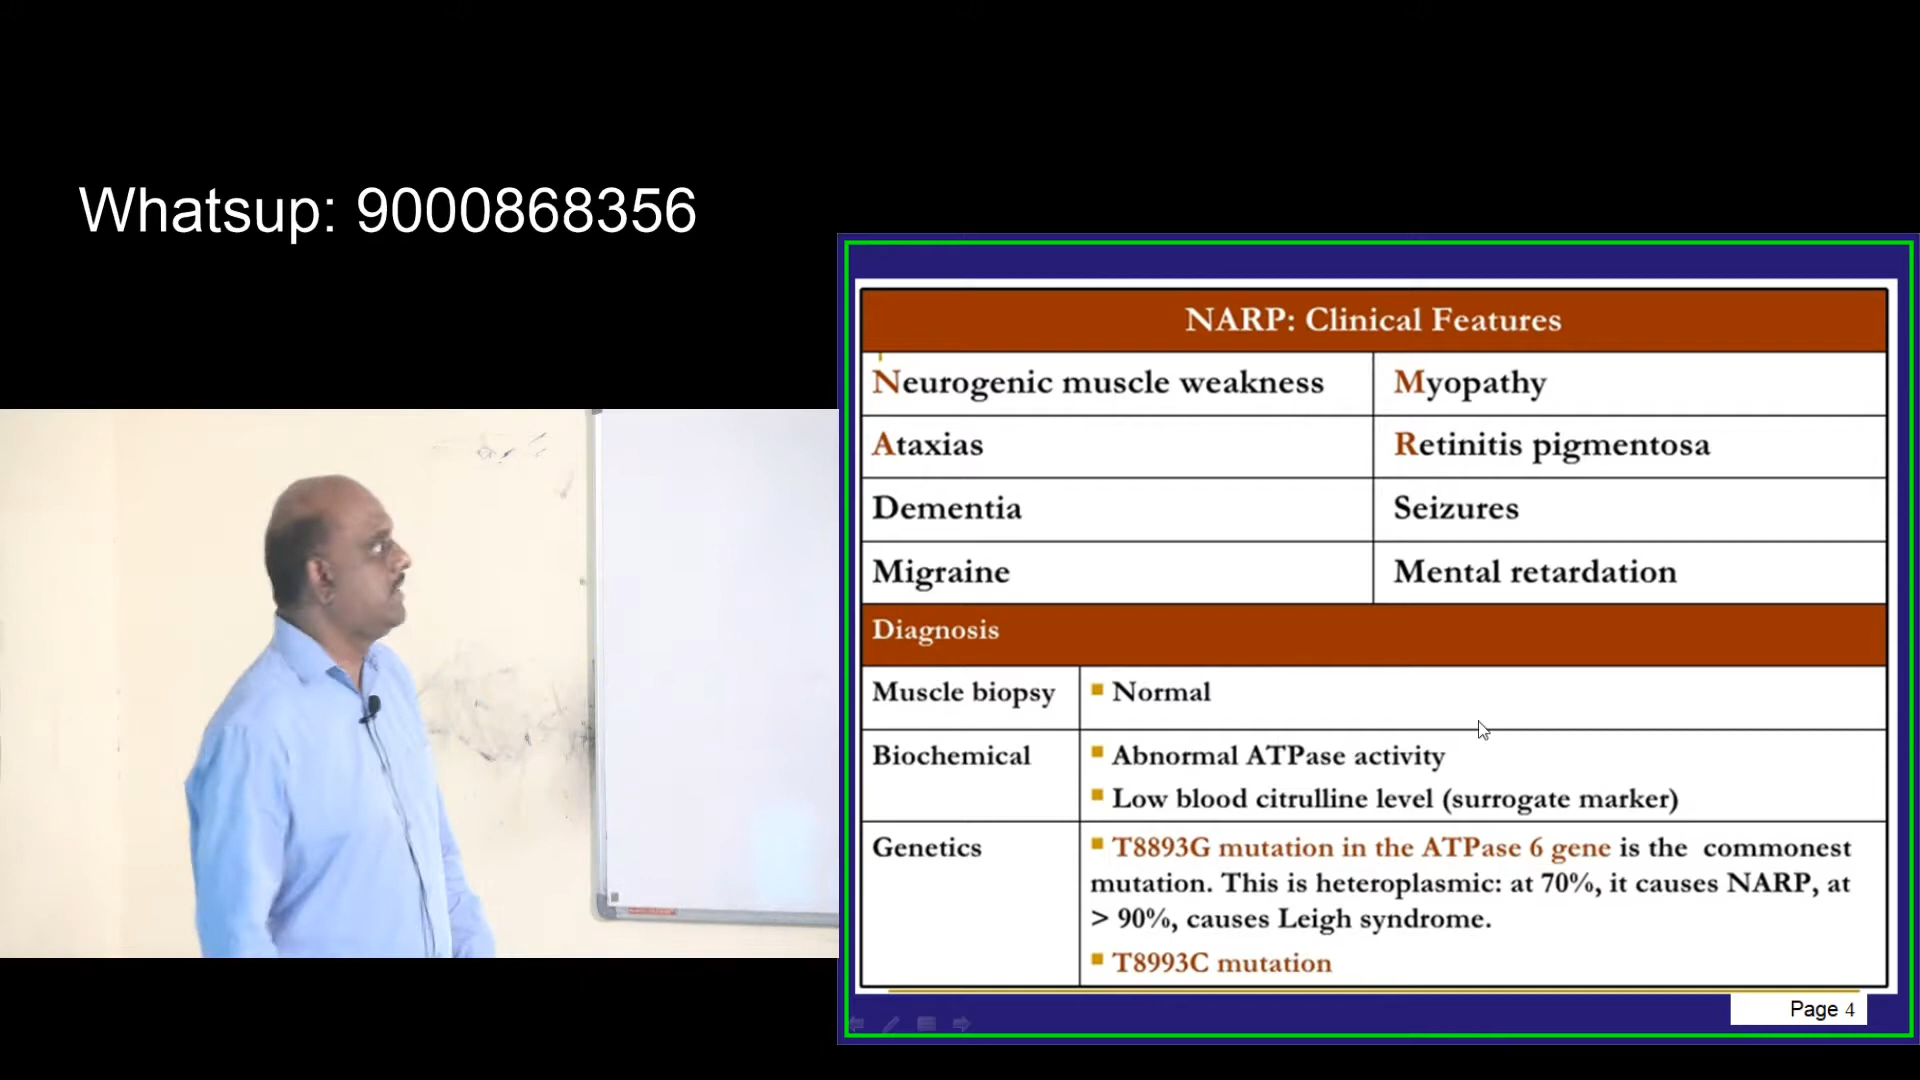 Whatsup: 9000868356
NARP: Clinical Features
Neurogenic muscle weakness
Myopathy
Ataxias
Retinitis pigmentosa
Dementia
Seizures
Migraine
Mental retardation
Diagnosis
Muscle biopsy
Normal
Biochemical
Abnormal ATPase activity
Low blood citrulline level (surrogate marker)
Genetics
T8893G mutation in the ATPase 6 gene is the commonest
mutation. This is heteroplasmic: at 70%, it causes NARP, at
> 90%, causes Leigh syndrome.
T8993C mutation
Page 4